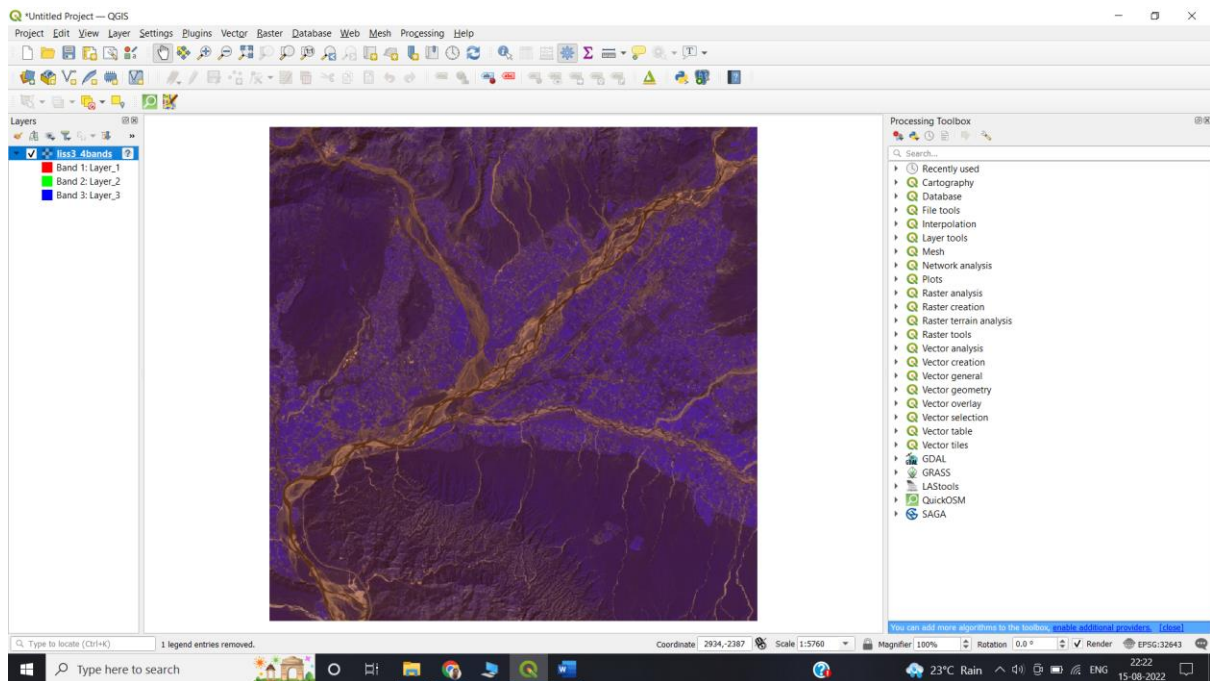 *Untitled Project — QGIS
Project Edit View Layer Settings Plugins Vector Raster Database Web Mesh Processing Help
Layers
liss3_4bands
Band 1: Layer_1
Band 2: Layer_2
Band 3: Layer_3
Processing Toolbox
Search...
Recently used
Cartography
Database
File tools
Interpolation
Layer tools
Mesh
Network analysis
Plots
Raster analysis
Raster creation
Raster terrain analysis
Raster tools
Vector analysis
Vector creation
Vector general
Vector geometry
Vector overlay
Vector selection
Vector table
Vector tiles
GDAL
GRASS
LAStools
QuickOSM
SAGA
You can add more algorithms to the toolbox, enable additional providers. [close]
Type to locate (Ctrl+K) 1 legend entries removed. Coordinate 2934,-2387 Scale 1:5760 Magnifier 100% Rotation 0.0 ° Render EPSG:32643
Type here to search 23°C Rain ENG 22:22
15-08-2022